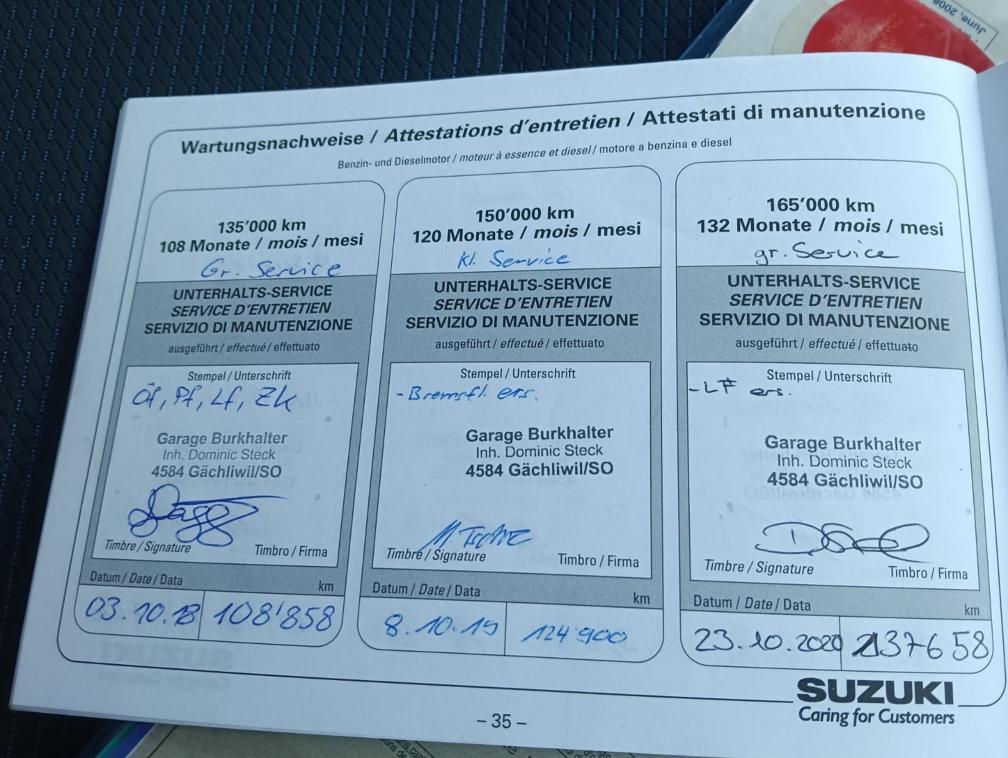 June, 2008
Wartungsnachweise / Attestations d'entretien / Attestati di manutenzione
Benzin- und Dieselmotor / moteur à essence et diesel / motore a benzina e diesel
135'000 km
108 Monate / mois / mesi
Gr. Service
UNTERHALTS-SERVICE
SERVICE D'ENTRETIEN
SERVIZIO DI MANUTENZIONE
ausgeführt / effectué / effettuato
Stempel / Unterschrift
Öf, Pf, Lf, Zk
Garage Burkhalter
Inh. Dominic Steck
4584 Gächliwil/SO
Timbre / Signature
Timbro / Firma
Datum / Date / Data
km
03.10.18
108'858
150'000 km
120 Monate / mois / mesi
kl. Service
UNTERHALTS-SERVICE
SERVICE D'ENTRETIEN
SERVIZIO DI MANUTENZIONE
ausgeführt / effectué / effettuato
Stempel / Unterschrift
- Bremsfl. ers.
Garage Burkhalter
Inh. Dominic Steck
4584 Gächliwil/SO
Timbre / Signature
Timbro / Firma
Datum / Date / Data
km
8.10.19
124'900
165'000 km
132 Monate / mois / mesi
gr. Service
UNTERHALTS-SERVICE
SERVICE D'ENTRETIEN
SERVIZIO DI MANUTENZIONE
ausgeführt / effectué / effettuato
Stempel / Unterschrift
- LF ers.
Garage Burkhalter
Inh. Dominic Steck
4584 Gächliwil/SO
Timbre / Signature
Timbro / Firma
Datum / Date / Data
km
23.10.2020
137658
SUZUKI
Caring for Customers
– 35 –